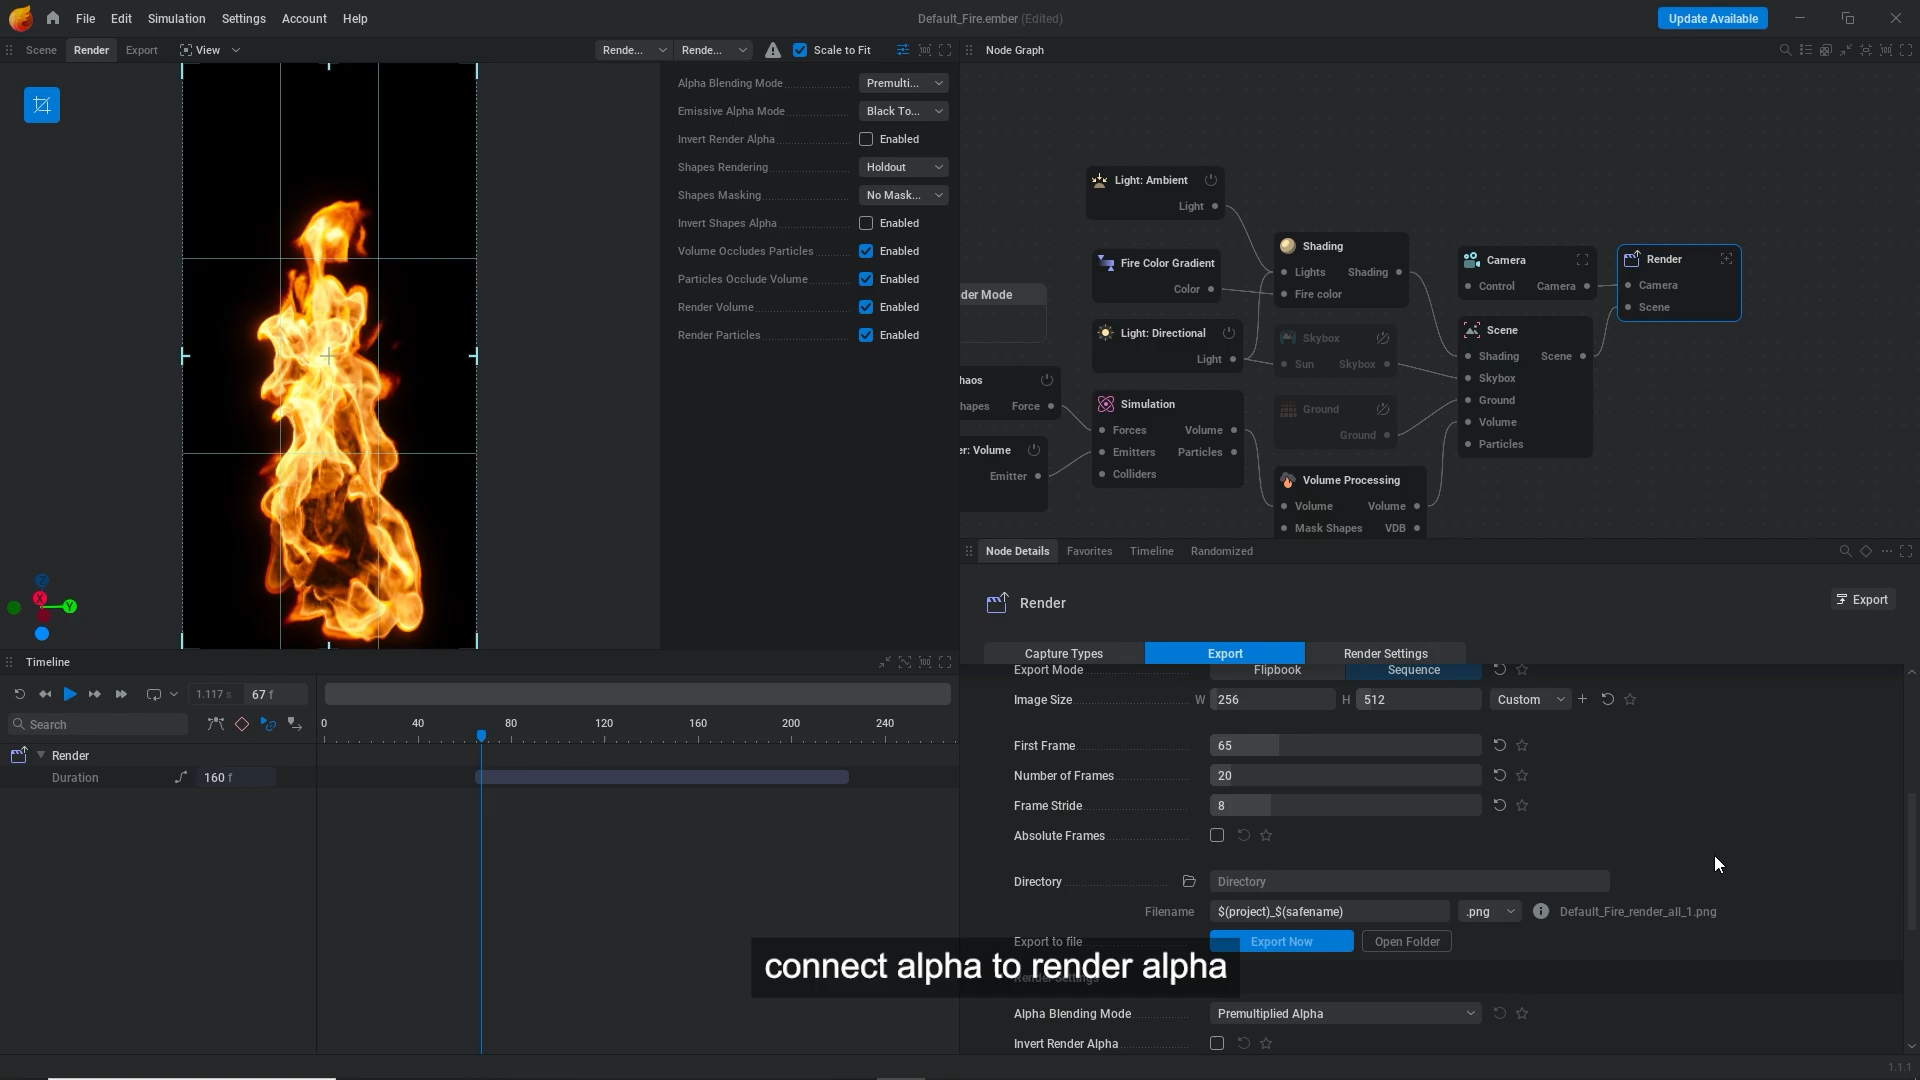 File Edit Simulation Settings Account Help
Default_Fire.ember (Edited)
Update Available
Scene Render Export View
Rende... Rende... Scale to Fit
Node Graph
Alpha Blending Mode Premulti...
Emissive Alpha Mode Black To...
Invert Render Alpha Enabled
Shapes Rendering Holdout
Shapes Masking No Mask...
Invert Shapes Alpha Enabled
Volume Occludes Particles Enabled
Particles Occlude Volume Enabled
Render Volume Enabled
Render Particles Enabled
Light: Ambient
Light
Fire Color Gradient
Color
der Mode
Light: Directional
Light
haos
hapes Force
er: Volume
Emitter
Simulation
Forces Volume
Emitters Particles
Colliders
Shading
Lights Shading
Fire color
Skybox
Sun Skybox
Ground
Ground
Volume Processing
Volume Volume
Mask Shapes VDB
Camera
Control Camera
Scene
Shading Scene
Skybox
Ground
Volume
Particles
Render
Camera
Scene
X
Y
Z
Node Details Favorites Timeline Randomized
Render
Export
Capture Types Export Render Settings
Export Mode Flipbook Sequence
Image Size W 256 H 512 Custom
First Frame 65
Number of Frames 20
Frame Stride 8
Absolute Frames
Directory Directory
Filename $(project)_$(safename) .png Default_Fire_render_all_1.png
Export to file Export Now Open Folder
Render Settings
Alpha Blending Mode Premultiplied Alpha
Invert Render Alpha
Timeline
1.117 s 67 f
Search
0 40 80 120 160 200 240
Render
Duration 160 f
connect alpha to render alpha
1.1.1